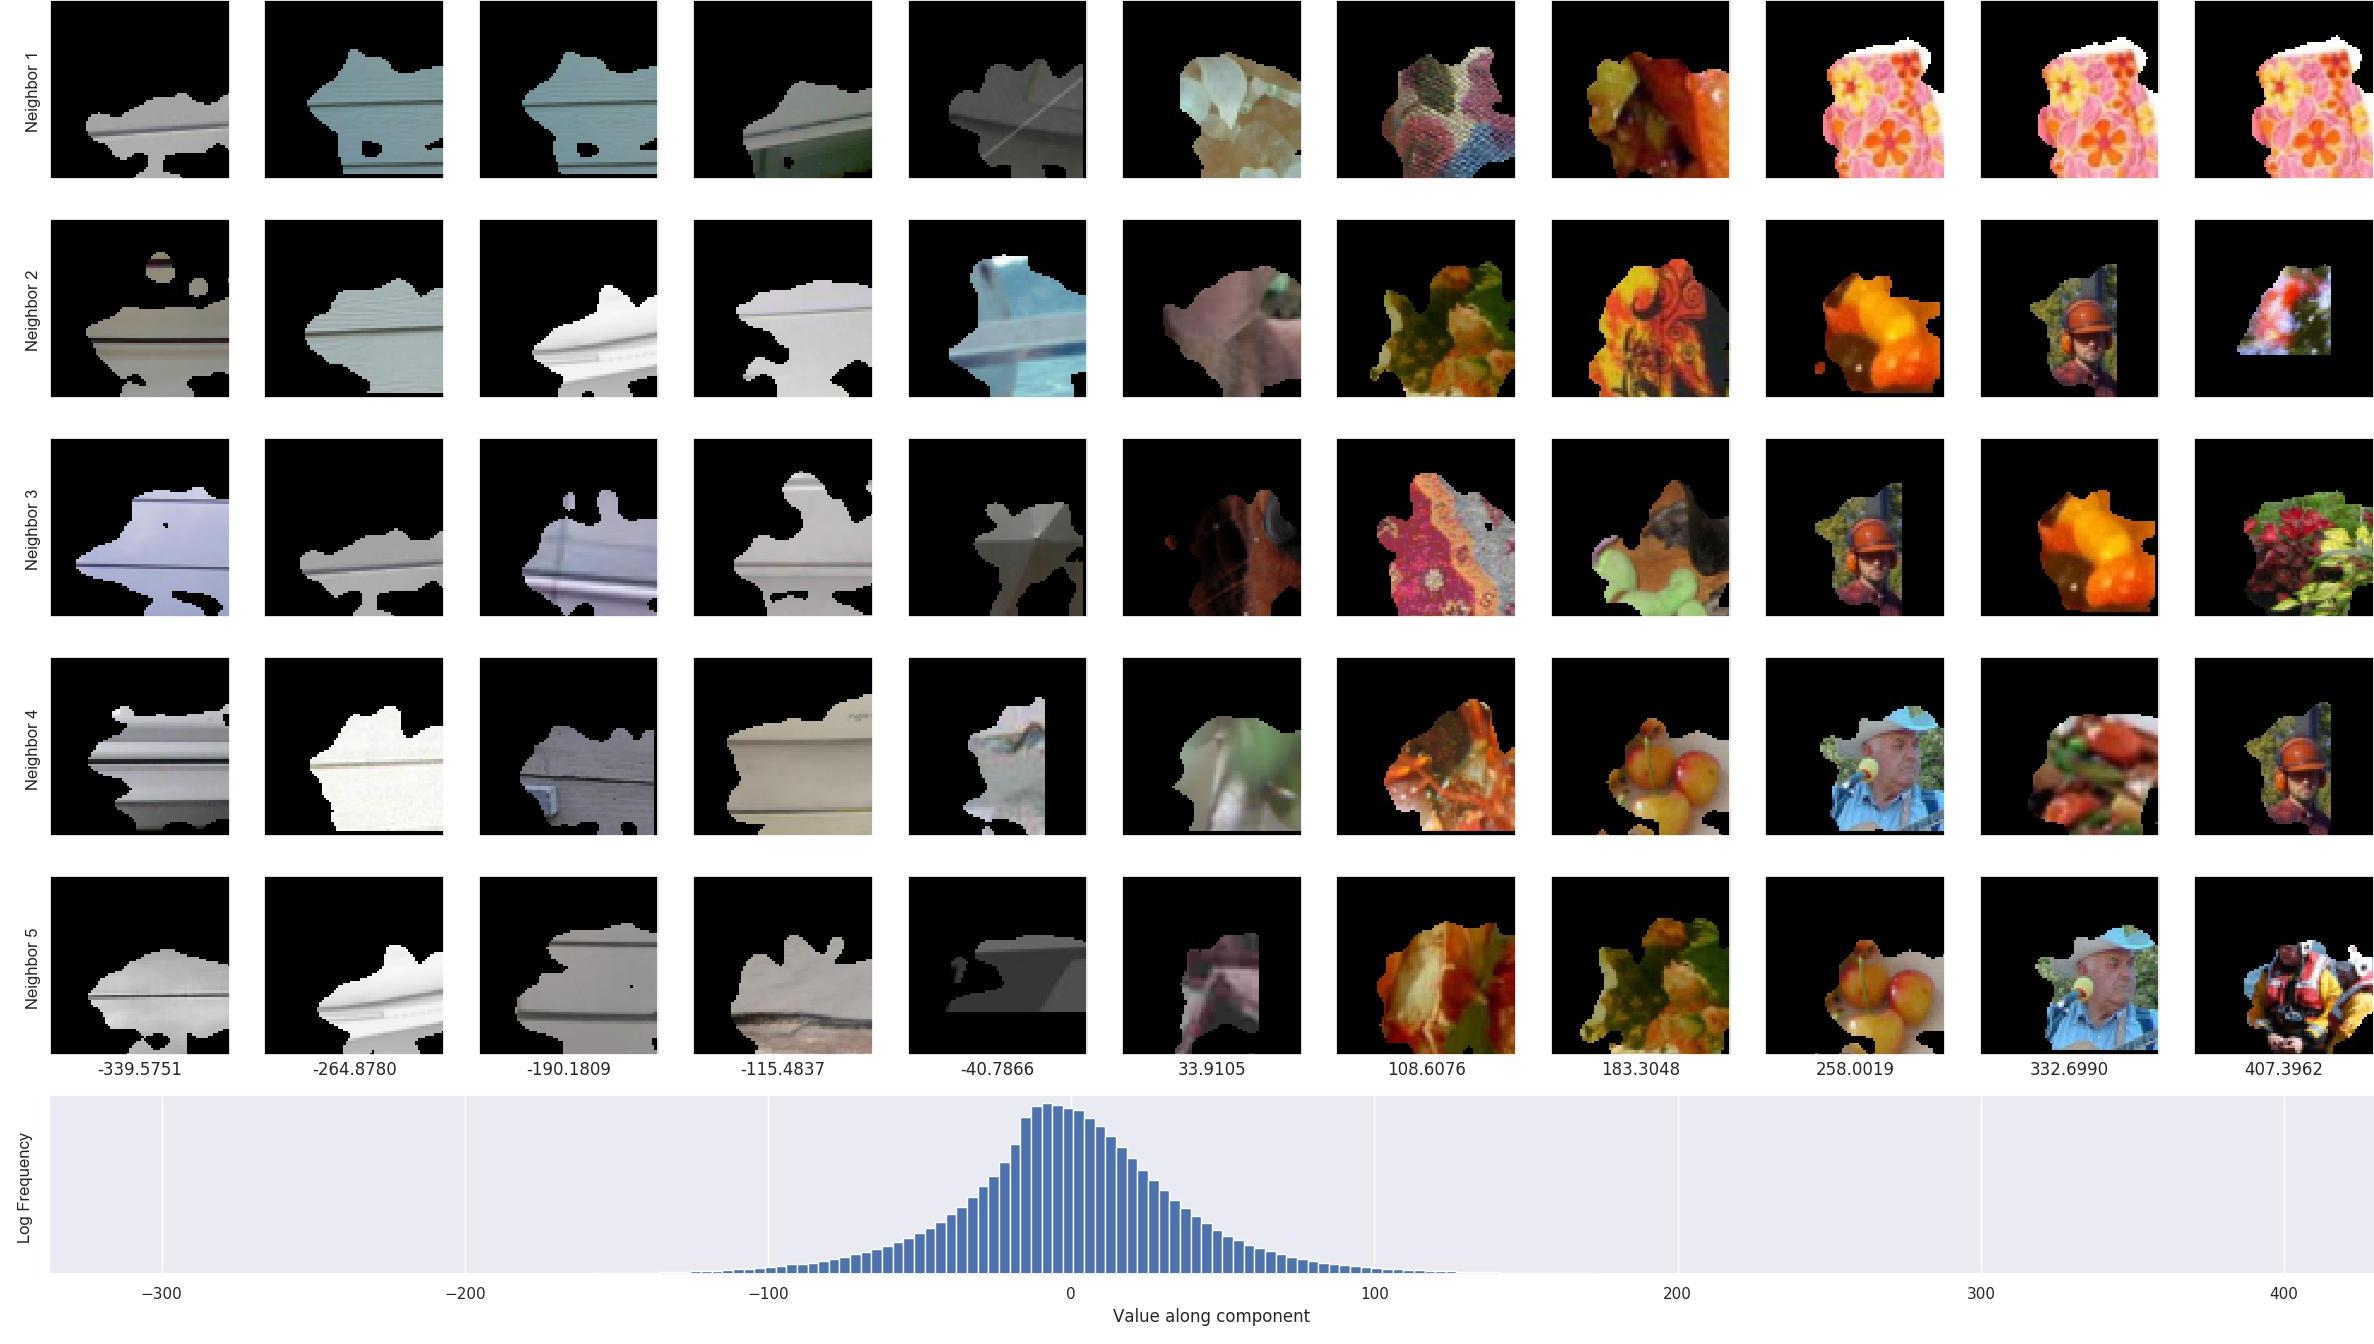 Neighbor 1
Neighbor 2
Neighbor 3
Neighbor 4
Neighbor 5
-339.5751 -264.8780 -190.1809 -115.4837 -40.7866 33.9105 108.6076 183.3048 258.0019 332.6990 407.3962
Log Frequency
−300 −200 −100 0 100 200 300 400
Value along component